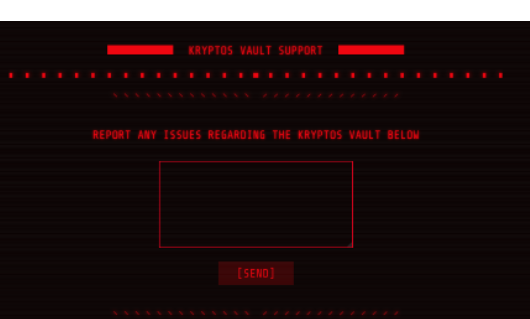 KRYPTOS VAULT SUPPORT
REPORT ANY ISSUES REGARDING THE KRYPTOS VAULT BELOW
[SEND]